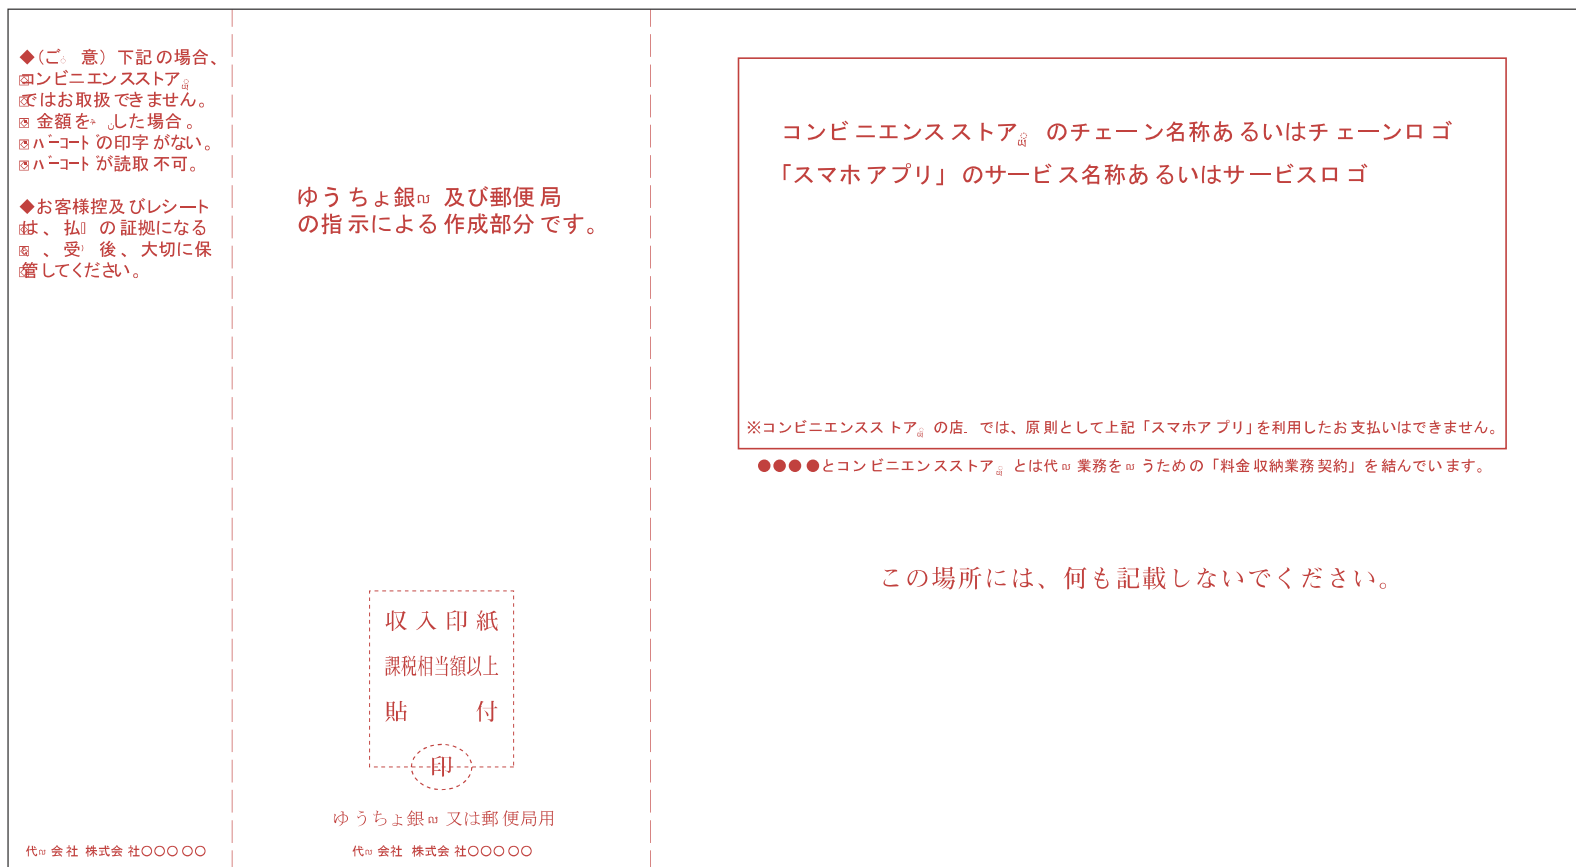 ◆(ご 意) 下記の場合、
コンビニエンスストア
ではお取扱できません。
金額を した場合。
バーコードの印字がない。
バーコードが読取不可。
◆お客様控及びレシート
は、払 の証拠になる
、受 後、大切に保
管してください。
代 会社 株式会社〇〇〇〇〇
ゆうちょ銀 及び郵便局
の指示による作成部分です。
収入印紙
課税相当額以上
貼 付
印
ゆうちょ銀 又は郵便局用
代 会社 株式会社〇〇〇〇〇
コンビニエンスストア のチェーン名称あるいはチェーンロゴ
「スマホアプリ」のサービス名称あるいはサービスロゴ
※コンビニエンスストア の店 では、原則として上記「スマホアプリ」を利用したお支払いはできません。
●●●●とコンビニエンスストア とは代 業務を うための「料金収納業務契約」を結んでいます。
この場所には、何も記載しないでください。